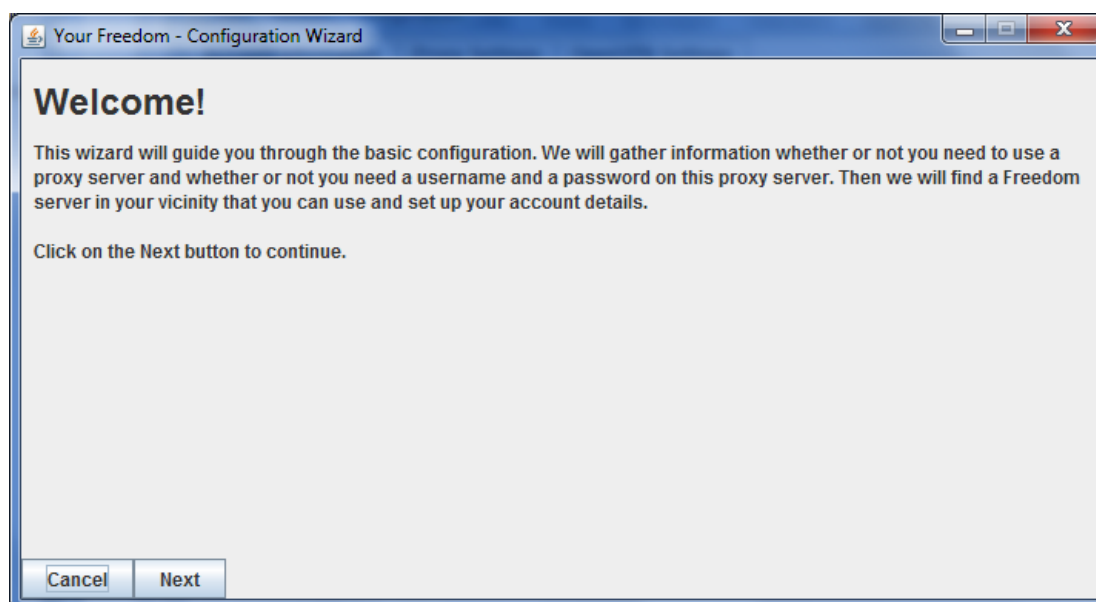 Your Freedom - Configuration Wizard
Welcome!
This wizard will guide you through the basic configuration. We will gather information whether or not you need to use a
proxy server and whether or not you need a username and a password on this proxy server. Then we will find a Freedom
server in your vicinity that you can use and set up your account details.
Click on the Next button to continue.
Cancel Next